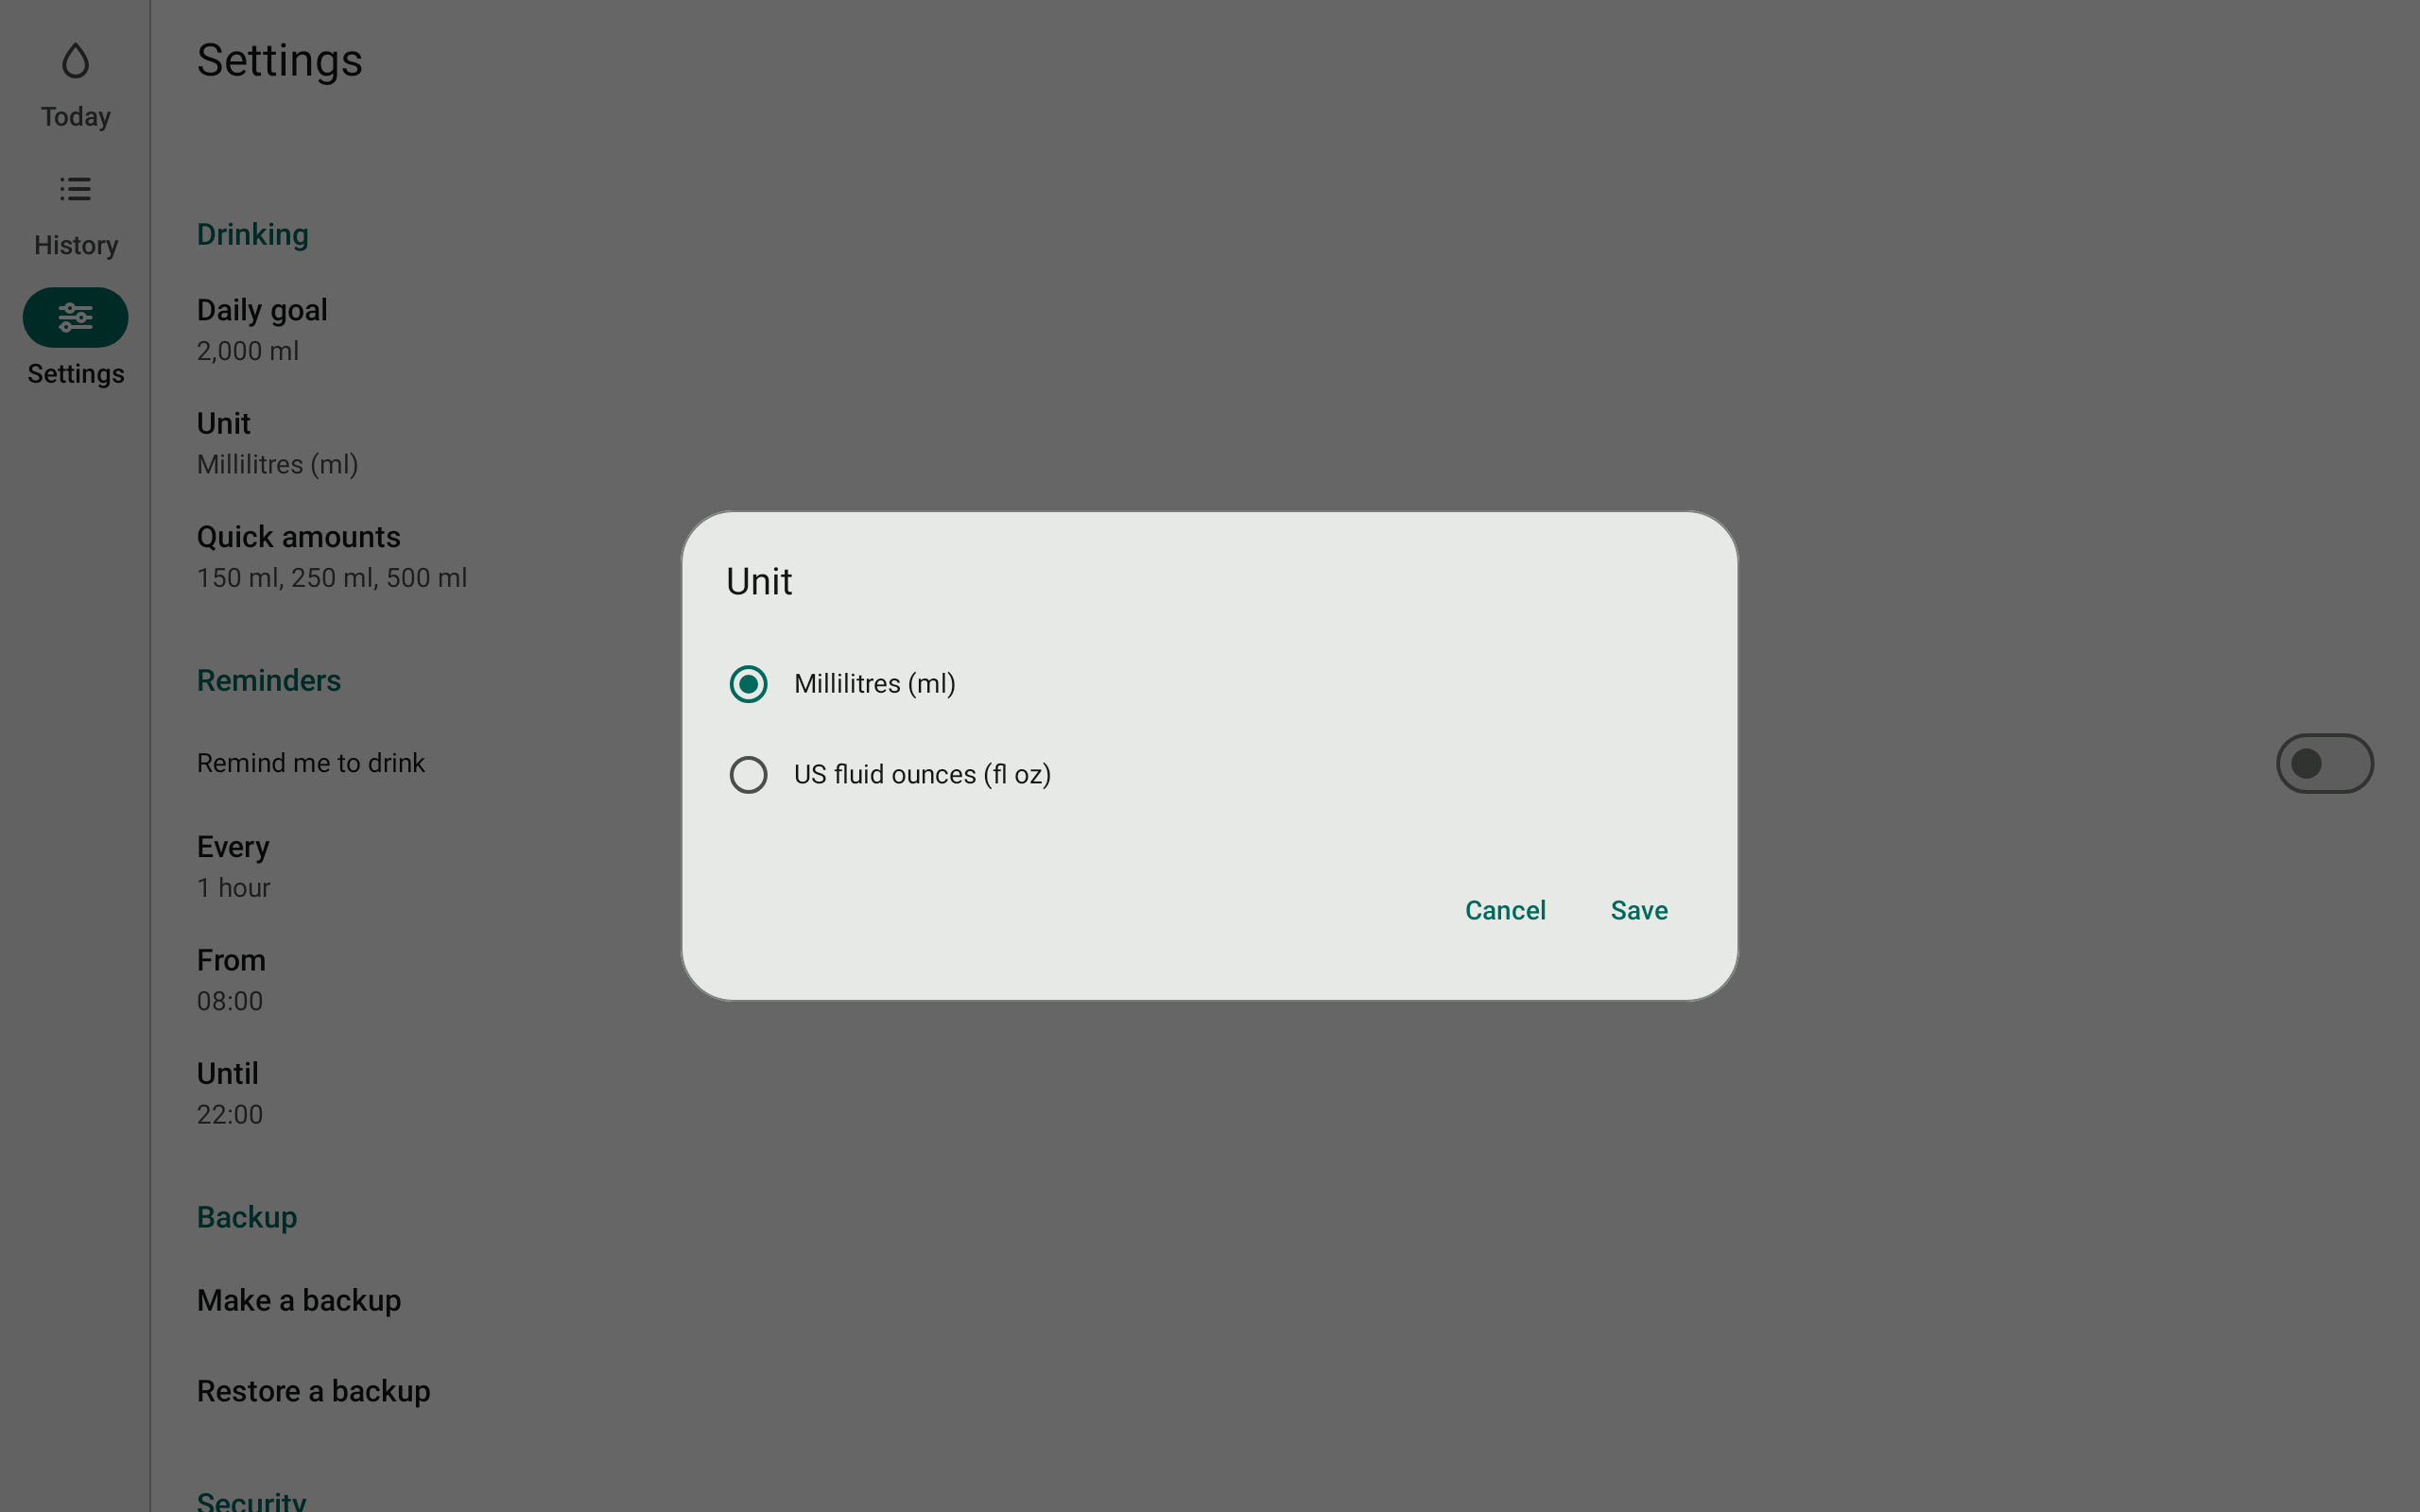 Settings
Today
History
Settings
Drinking
Daily goal
2,000 ml
Unit
Millilitres (ml)
Quick amounts
150 ml, 250 ml, 500 ml
Reminders
Remind me to drink
Every
1 hour
From
08:00
Until
22:00
Backup
Make a backup
Restore a backup
Security
Unit
Millilitres (ml)
US fluid ounces (fl oz)
Cancel
Save